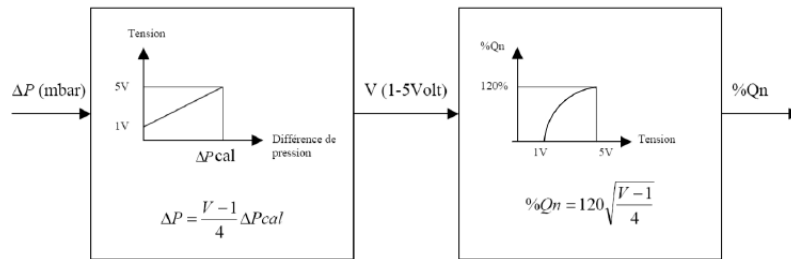 ΔP (mbar)
Tension
5V
1V
ΔPcal
Différence de
pression
ΔP = (V − 1)/4 ΔPcal
V (1-5Volt)
%Qn
120%
1V
5V
Tension
%Qn = 120√((V − 1)/4)
%Qn